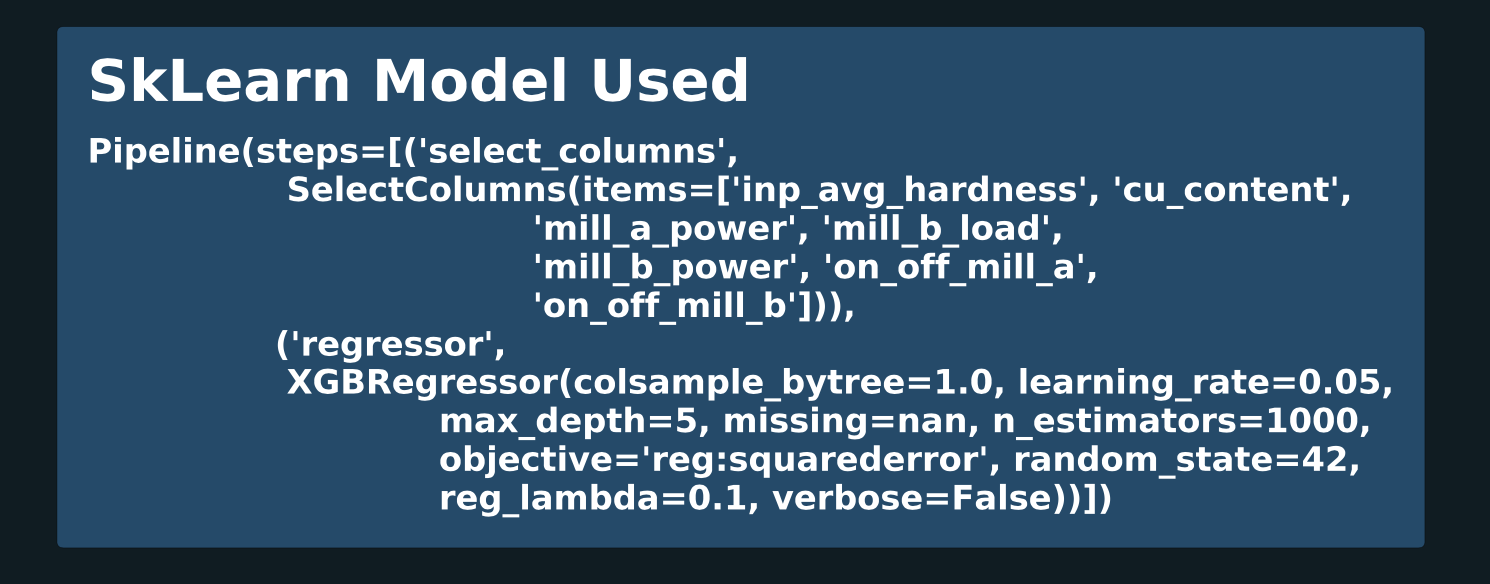 SkLearn Model Used
Pipeline(steps=[('select_columns',
SelectColumns(items=['inp_avg_hardness', 'cu_content',
'mill_a_power', 'mill_b_load',
'mill_b_power', 'on_off_mill_a',
'on_off_mill_b'])),
('regressor',
XGBRegressor(colsample_bytree=1.0, learning_rate=0.05,
max_depth=5, missing=nan, n_estimators=1000,
objective='reg:squarederror', random_state=42,
reg_lambda=0.1, verbose=False))])